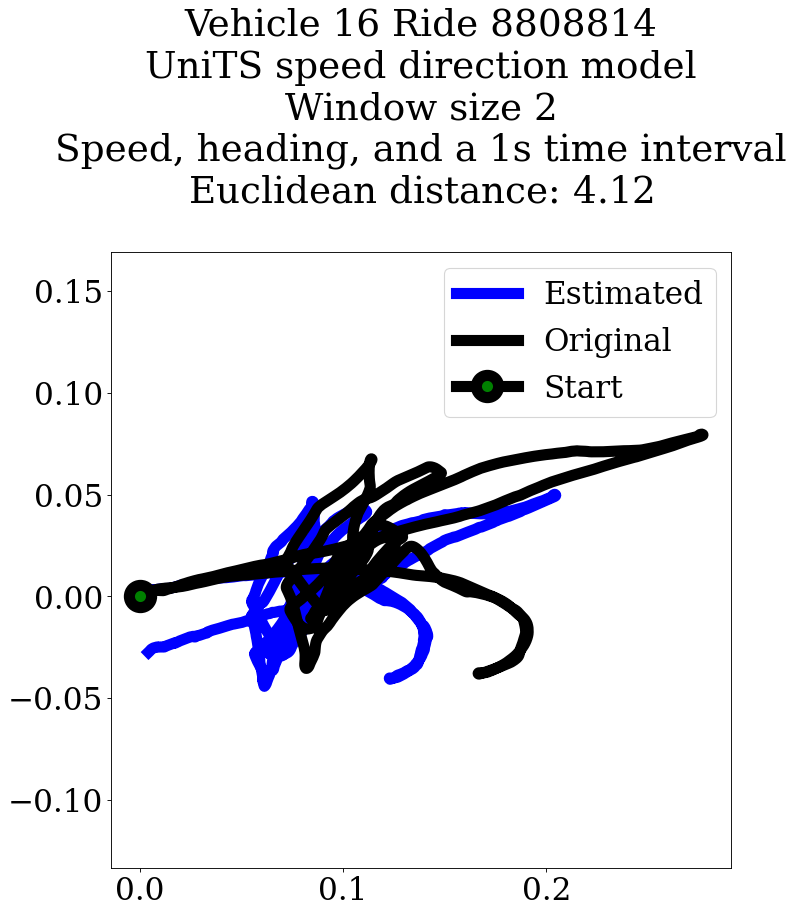 Vehicle 16 Ride 8808814
UniTS speed direction model
Window size 2
Speed, heading, and a 1s time interval
Euclidean distance: 4.12
Estimated
Original
Start
0.15
0.10
0.05
0.00
−0.05
−0.10
0.0 0.1 0.2